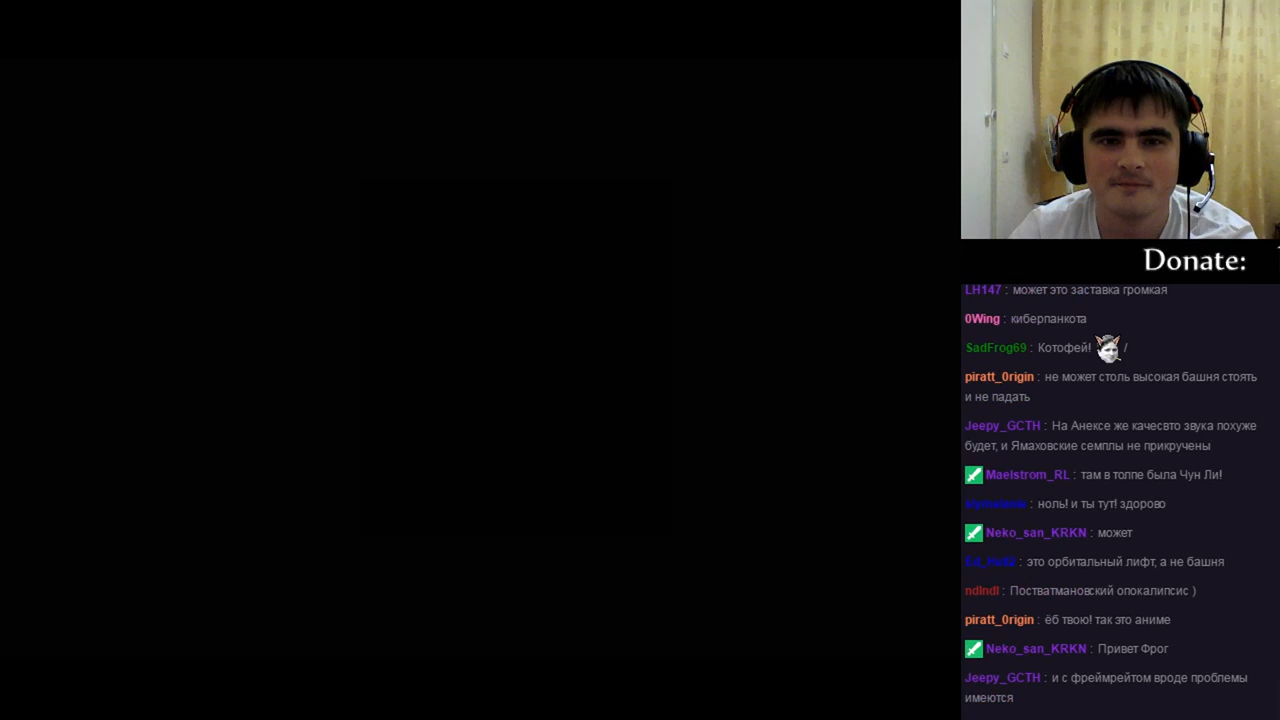 Donate:
LH147 : может это заставка громкая
0Wing : киберпанкота
SadFrog69 : Котофей! /
piratt_0rigin : не может столь высокая башня стоять
и не падать
Jeepy_GCTH : На Анексе же качесвто звука похуже
будет, и Ямаховские семплы не прикручены
Maelstrom_RL : там в толпе была Чун Ли!
: ноль! и ты тут! здорово
Neko_san_KRKN : может
: это орбитальный лифт, а не башня
ndIndI : Постватмановский опокалипсис )
piratt_0rigin : ёб твою! так это аниме
Neko_san_KRKN : Привет Фрог
Jeepy_GCTH : и с фреймрейтом вроде проблемы
имеются